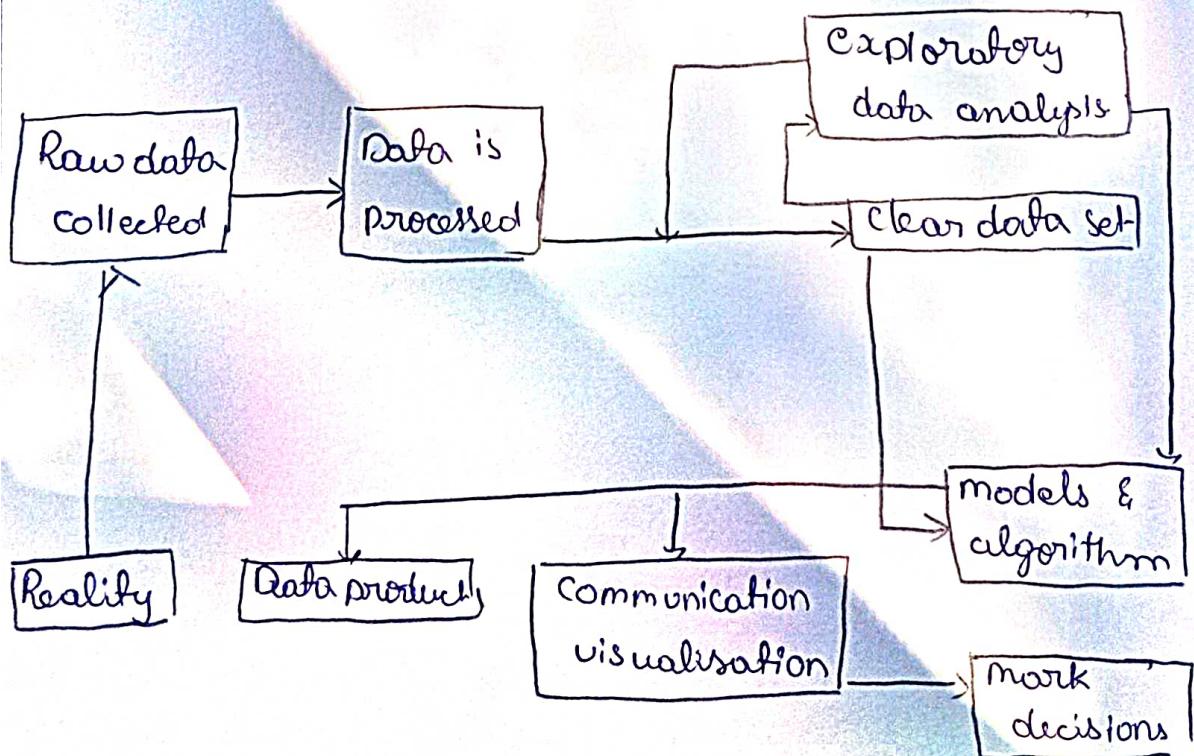 Exploratory
data analysis
Raw data
collected
Data is
processed
Clear data set
models &
algorithm
Reality
Data product
Communication
visualisation
mark
decisions